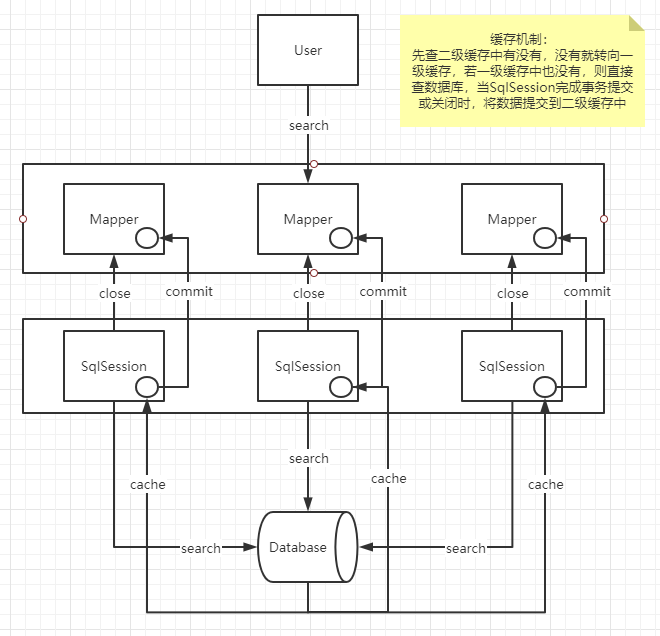 User
缓存机制：
先查二级缓存中有没有，没有就转向一
级缓存，若一级缓存中也没有，则直接
查数据库，当SqlSession完成事务提交
或关闭时，将数据提交到二级缓存中
search
Mapper
Mapper
Mapper
close
commit
close
commit
close
commit
SqlSession
SqlSession
SqlSession
search
cache
cache
cache
search
Database
search